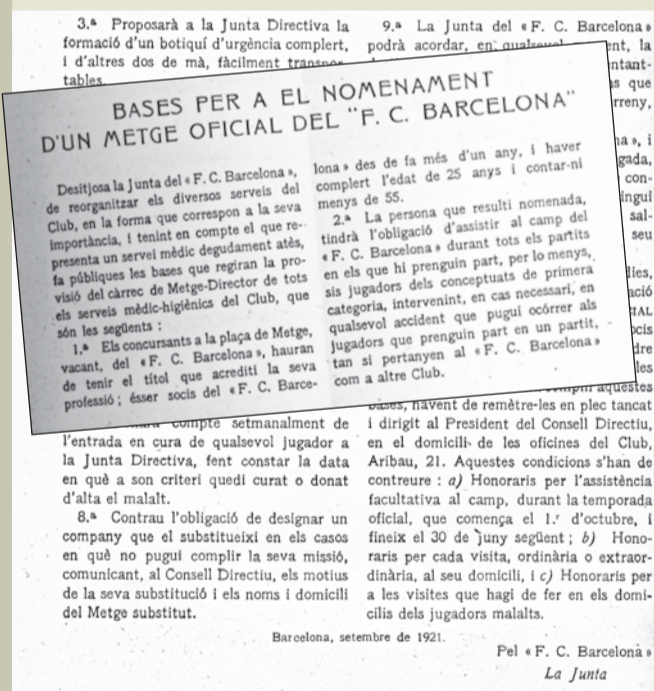 3.ª Proposarà a la Junta Directiva la
formació d'un botiquí d'urgència complert,
i d'altres dos de mà, fàcilment
tables.
BASES PER A EL NOMENAMENT
D'UN METGE OFICIAL DEL "F. C. BARCELONA"
Desitjosa la Junta del «F. C. Barcelona»,
de reorganitzar els diversos serveis del
Club, en la forma que correspon a la seva
importància, i tenint en compte el que re-
presenta un servei mèdic degudament atès,
fa públiques les bases que regiran la pro-
visió del càrrec de Metge-Director de tots
els serveis mèdic-higiènics del Club, que
són les següents :
1.ª Els concursants a la plaça de Metge,
vacant, del «F. C. Barcelona», hauran
de tenir el títol que acrediti la seva
professió ; ésser socis del «F. C. Barce-
lona» des de fa més d'un any, i haver
complert l'edat de 25 anys i contar-ni
menys de 55.
2.ª La persona que resulti nomenada,
tindrà l'obligació d'assistir al camp del
«F. C. Barcelona» durant tots els partits
en els que hi prenguin part, per lo menys,
sis jugadors dels conceptuats de primera
categoria, intervenint, en cas necessari, en
qualsevol accident que pugui ocórrer als
jugadors que prenguin part en un partit,
tan si pertanyen al «F. C. Barcelona»
com a altre Club.
compte setmanalment de
l'entrada en cura de qualsevol jugador a
la Junta Directiva, fent constar la data
en què a son criteri quedi curat o donat
d'alta el malalt.
8.ª Contrau l'obligació de designar un
company que el substitueixi en els casos
en què no pugui complir la seva missió,
comunicant, al Consell Directiu, els motius
de la seva substitució i els noms i domicili
del Metge substitut.
9.ª La Junta del «F. C. Barcelona»
podrà acordar, en la
ntant-
s que
rreny,
na», i
gada,
con-
ingui
sal-
seu
lies,
ació
IAL
ocis
dre
les
aquestes
bases, havent de remètre-les en plec tancat
i dirigit al President del Consell Directiu,
en el domicili de les oficines del Club,
Aribau, 21. Aquestes condicions s'han de
contreure : a) Honoraris per l'assistència
facultativa al camp, durant la temporada
oficial, que comença el 1.ʳ d'octubre, i
fineix el 30 de juny següent ; b) Hono-
raris per cada visita, ordinària o extraor-
dinària, al seu domicili, i c) Honoraris per
a les visites que hagi de fer en els domi-
cilis dels jugadors malalts.
Barcelona, setembre de 1921.
Pel «F. C. Barcelona»
La Junta